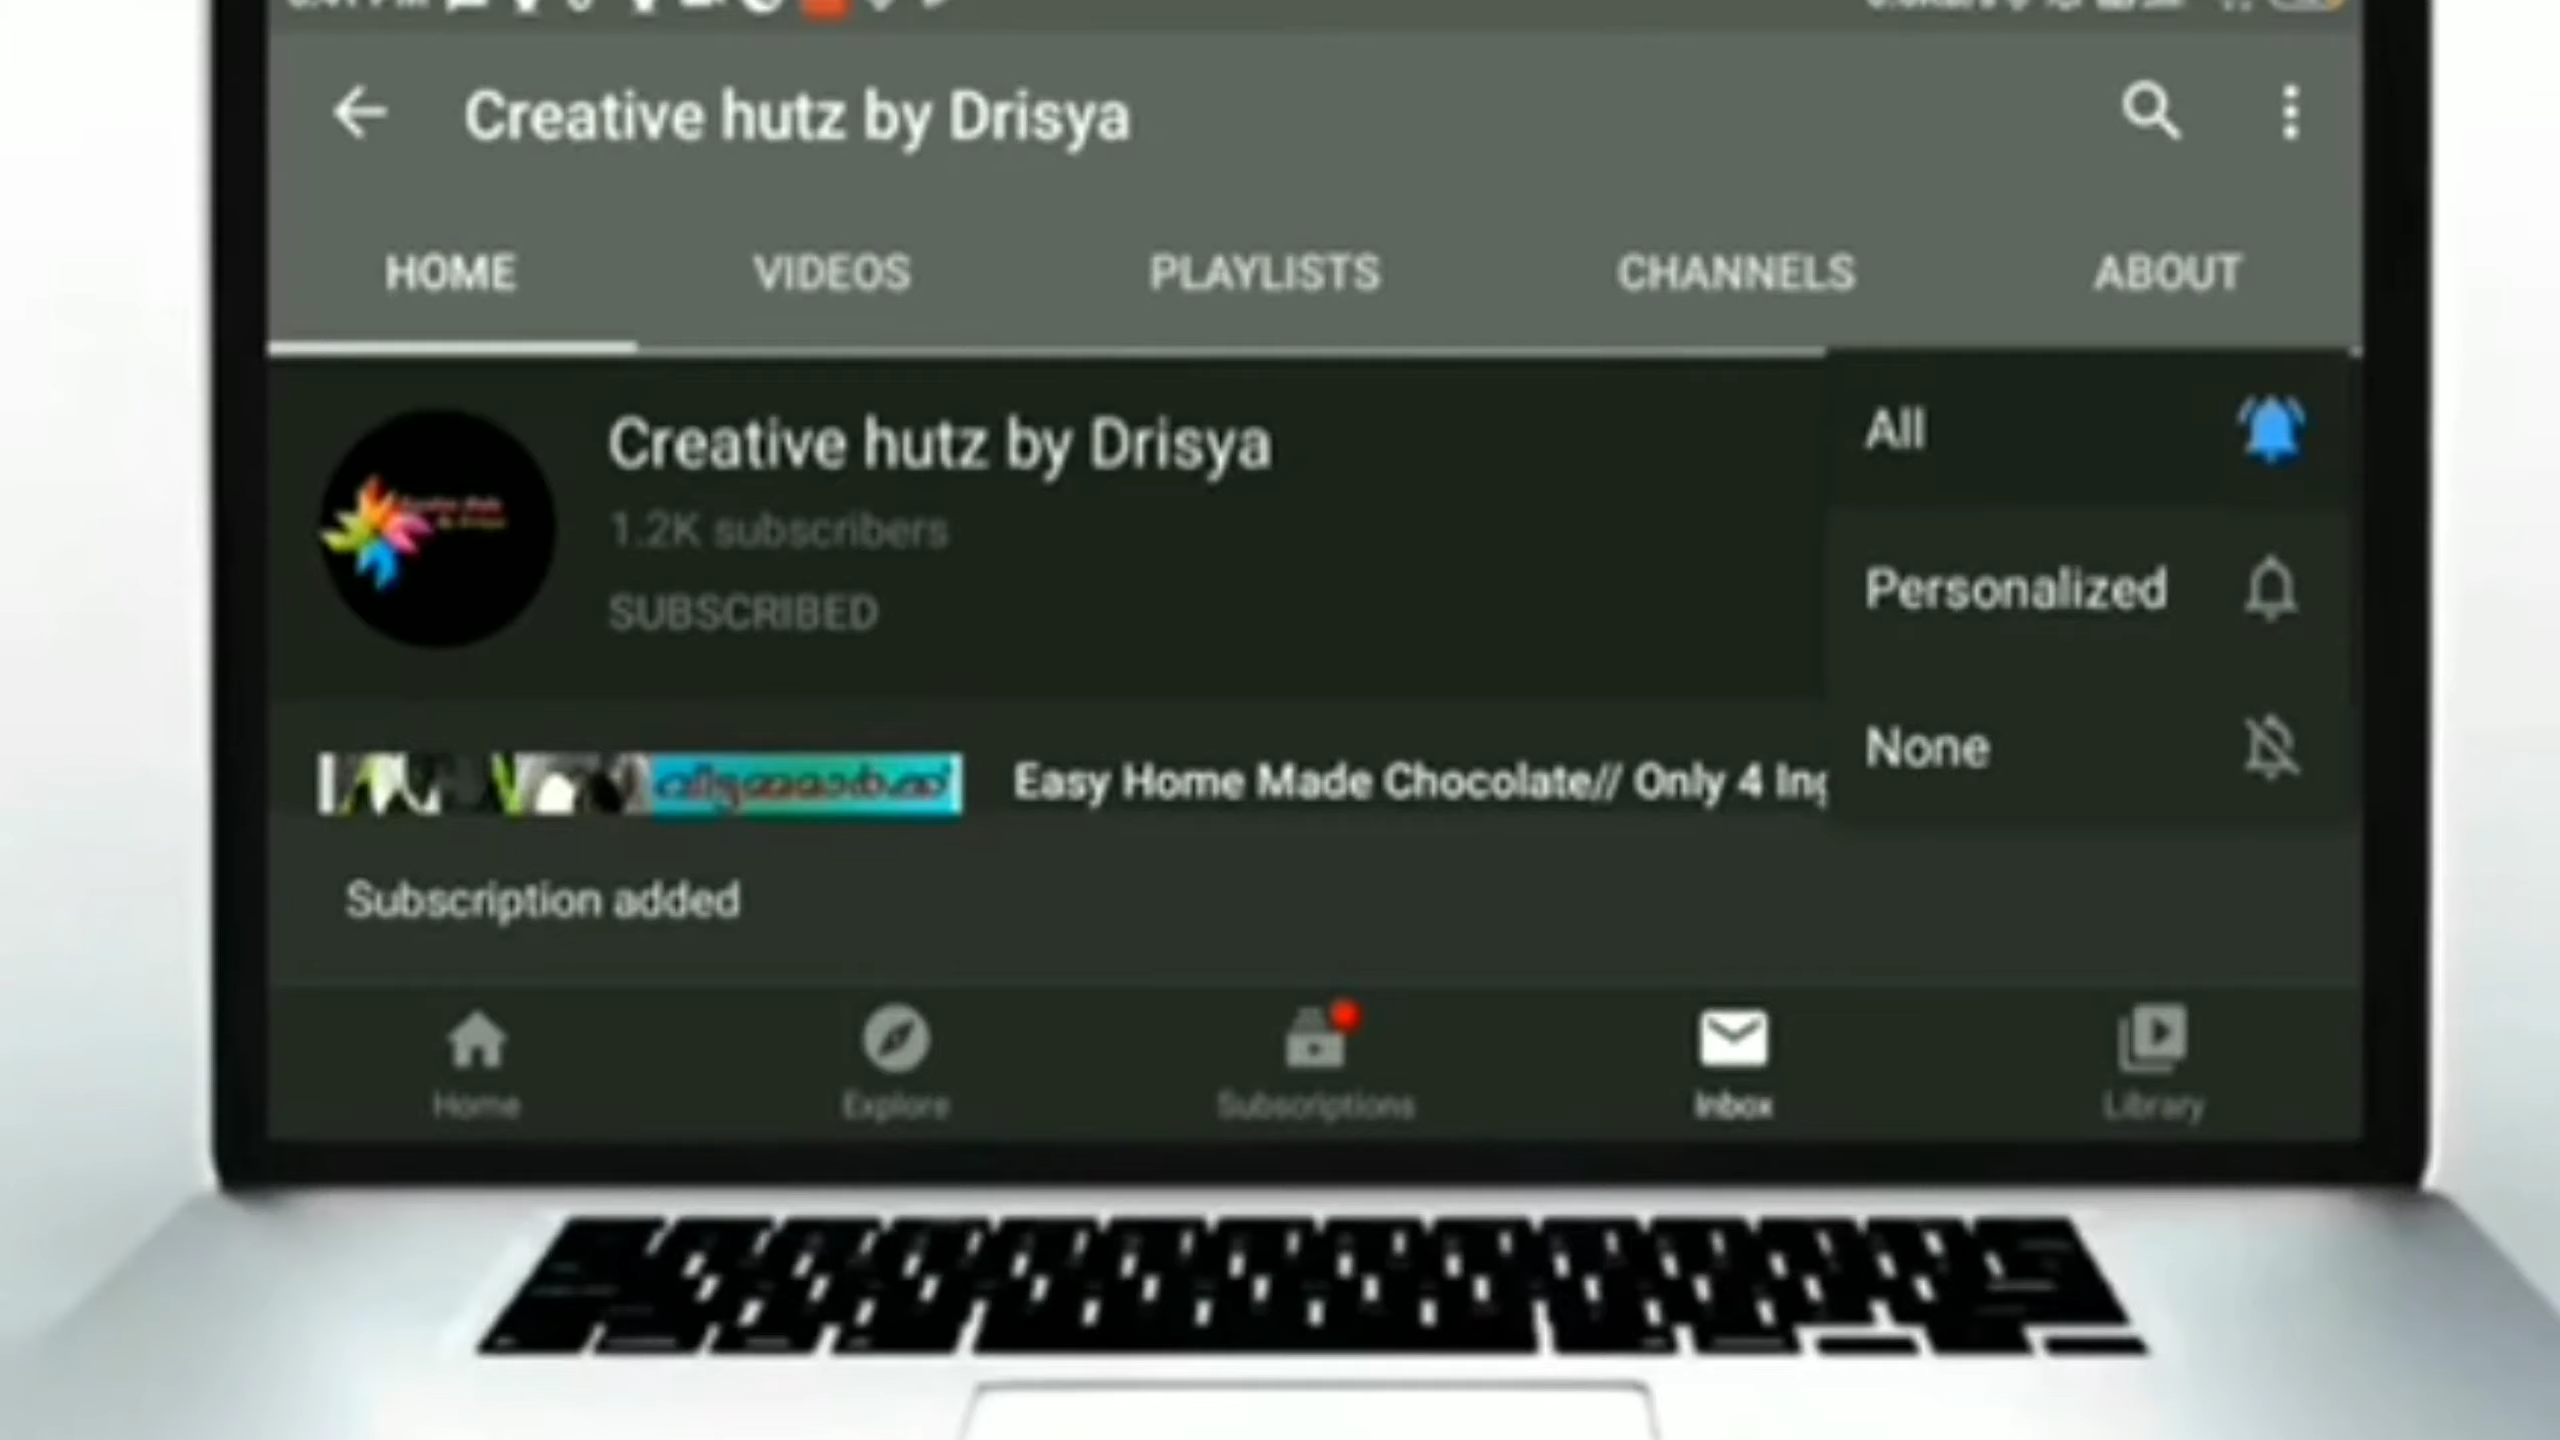 Creative hutz by Drisya
HOME VIDEOS PLAYLISTS CHANNELS ABOUT
Creative hutz by Drisya
1.2K subscribers
SUBSCRIBED
All
Personalized
None
Easy Home Made Chocolate// Only 4 Ing
Subscription added
Home Explore Subscriptions Inbox Library